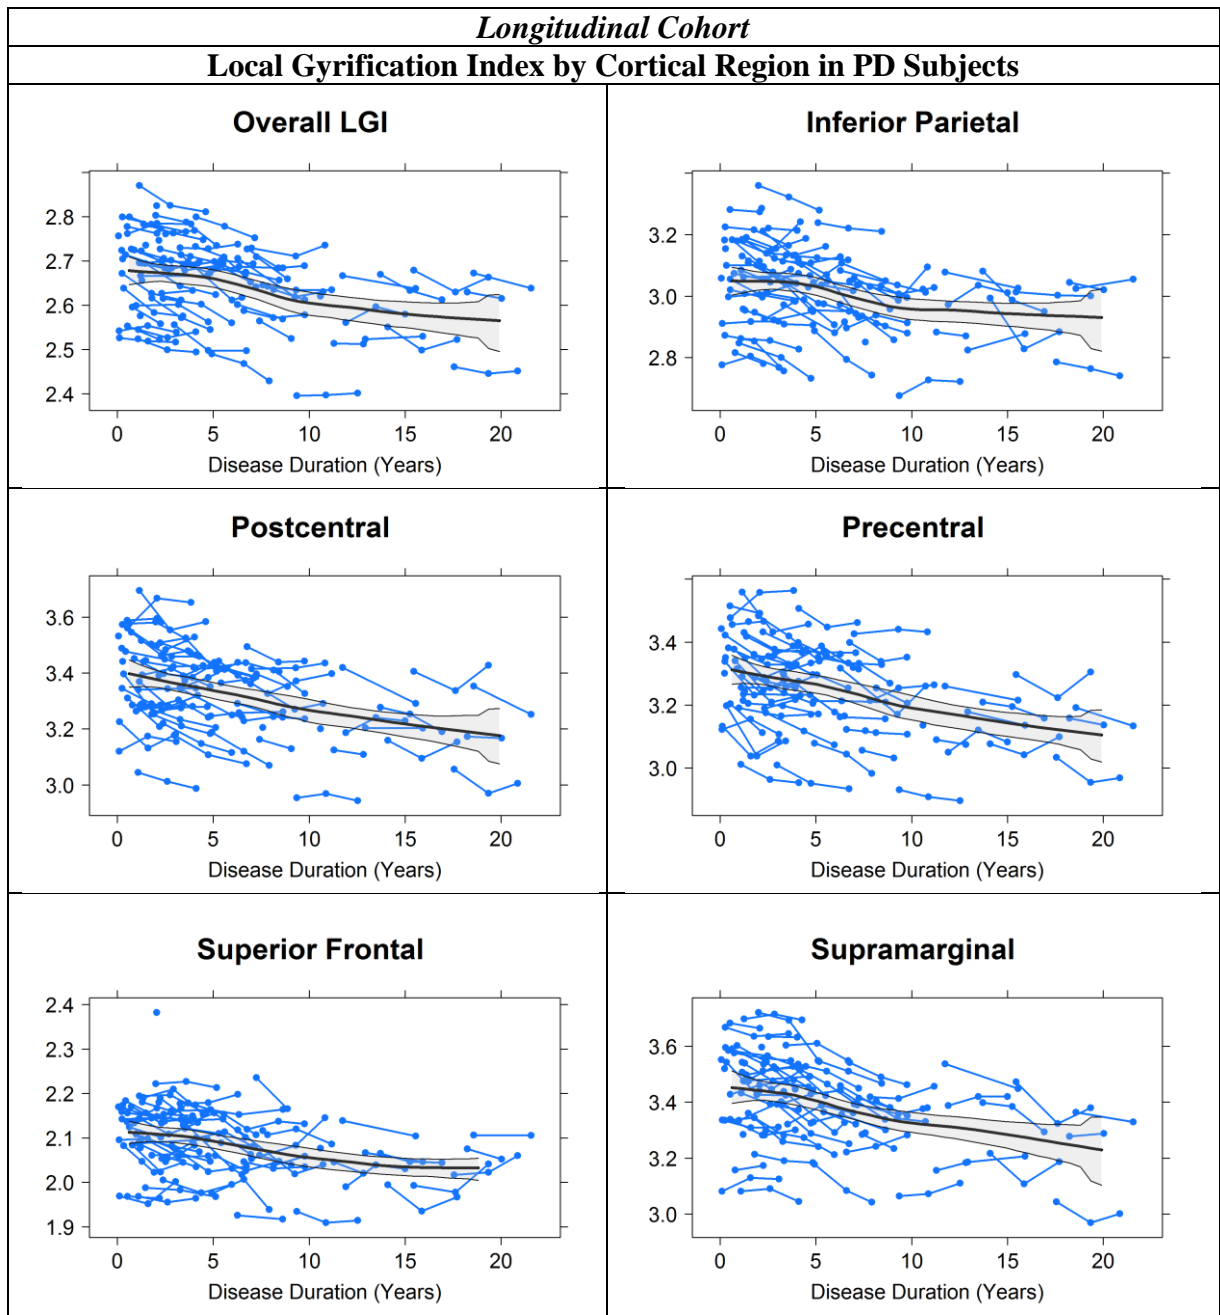 Longitudinal Cohort
Local Gyrification Index by Cortical Region in PD Subjects
Overall LGI
2.8
2.7
2.6
2.5
2.4
0 5 10 15 20
Disease Duration (Years)
Inferior Parietal
3.2
3.0
2.8
0 5 10 15 20
Disease Duration (Years)
Postcentral
3.6
3.4
3.2
3.0
0 5 10 15 20
Disease Duration (Years)
Precentral
3.4
3.2
3.0
0 5 10 15 20
Disease Duration (Years)
Superior Frontal
2.4
2.3
2.2
2.1
2.0
1.9
0 5 10 15 20
Disease Duration (Years)
Supramarginal
3.6
3.4
3.2
3.0
0 5 10 15 20
Disease Duration (Years)